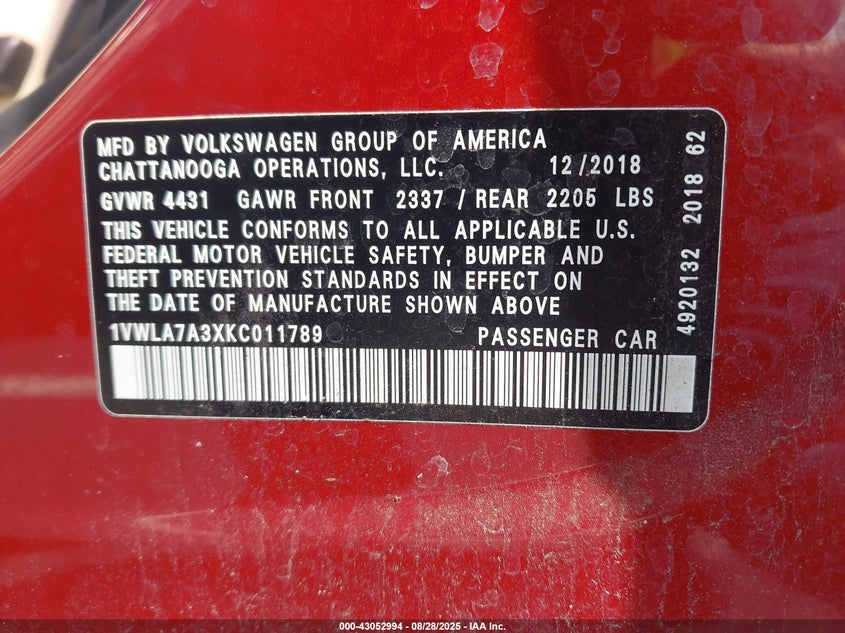 MFD BY VOLKSWAGEN GROUP OF AMERICA
CHATTANOOGA OPERATIONS, LLC. 12/2018
GVWR 4431 GAWR FRONT 2337 / REAR 2205 LBS
THIS VEHICLE CONFORMS TO ALL APPLICABLE U.S.
FEDERAL MOTOR VEHICLE SAFETY, BUMPER AND
THEFT PREVENTION STANDARDS IN EFFECT ON
THE DATE OF MANUFACTURE SHOWN ABOVE
1VWLA7A3XKC011789 PASSENGER CAR
4920132 2018 62
000-43052994 - 08/28/2025 - IAA Inc.